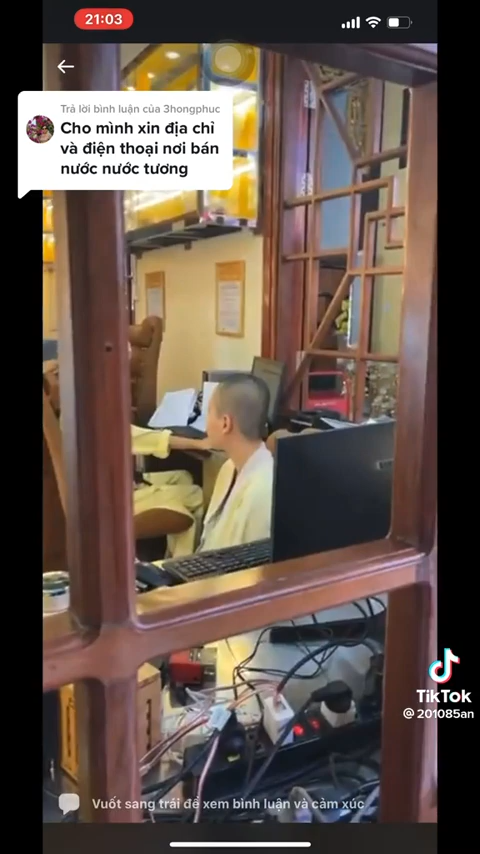 21:03
Trả lời bình luận của 3hongphuc
Cho mình xin địa chỉ
và điện thoại nơi bán
nước nước tương
TikTok
@ 201085an
Vuốt sang trái để xem bình luận và cảm xúc